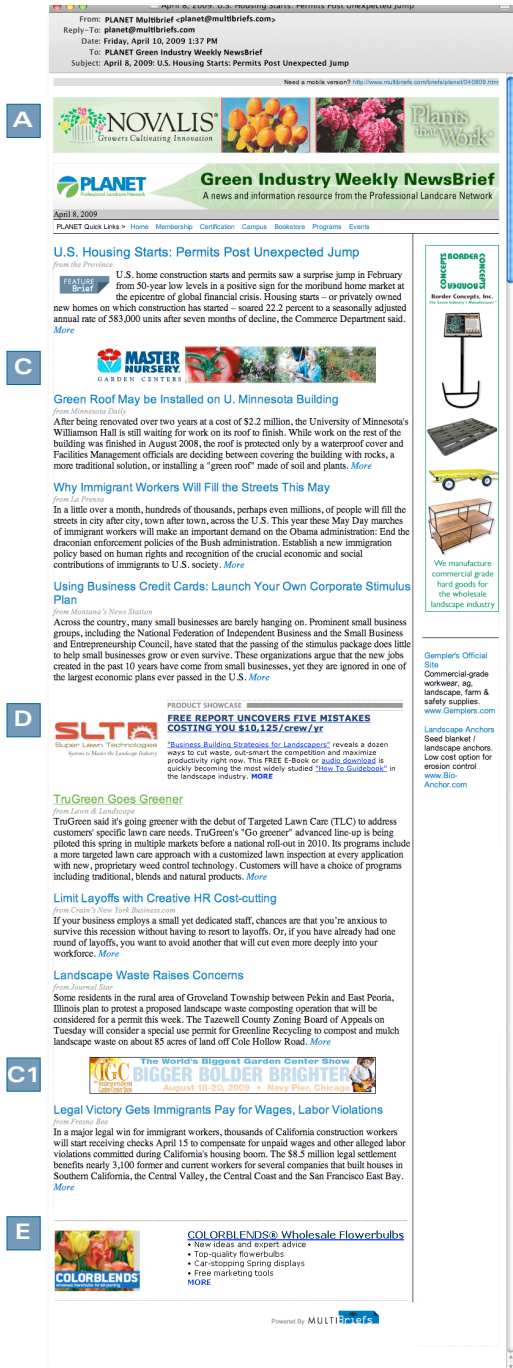 April 8, 2009: U.S. Housing Starts: Permits Post Unexpected Jump
From: PLANET Multibrief <planet@multibriefs.com>
Reply-To: planet@multibriefs.com
Date: Friday, April 10, 2009 1:37 PM
To: PLANET Green Industry Weekly NewsBrief
Subject: April 8, 2009: U.S. Housing Starts: Permits Post Unexpected Jump
Need a mobile version? http://www.multibriefs.com/briefs/planet/040809.htm
A
NOVALIS®
Growers Cultivating Innovation
Plants
that Work®
PLANET
Professional Landcare Network
Green Industry Weekly NewsBrief
A news and information resource from the Professional Landcare Network
April 8, 2009
PLANET Quick Links > Home Membership Certification Campus Bookstore Programs Events
U.S. Housing Starts: Permits Post Unexpected Jump
from the Province
FEATURE
Brief
U.S. home construction starts and permits saw a surprise jump in February
from 50-year low levels in a positive sign for the moribund home market at
the epicentre of global financial crisis. Housing starts – or privately owned
new homes on which construction has started – soared 22.2 percent to a seasonally adjusted
annual rate of 583,000 units after seven months of decline, the Commerce Department said.
More
C
MASTER
NURSERY®
GARDEN CENTERS
Green Roof May be Installed on U. Minnesota Building
from Minnesota Daily
After being renovated over two years at a cost of $2.2 million, the University of Minnesota's
Williamson Hall is still waiting for work on its roof to finish. While work on the rest of the
building was finished in August 2008, the roof is protected only by a waterproof cover and
Facilities Management officials are deciding between covering the building with rocks, a
more traditional solution, or installing a "green roof" made of soil and plants. More
Why Immigrant Workers Will Fill the Streets This May
from La Prensa
In a little over a month, hundreds of thousands, perhaps even millions, of people will fill the
streets in city after city, town after town, across the U.S. This year these May Day marches
of immigrant workers will make an important demand on the Obama administration: End the
draconian enforcement policies of the Bush administration. Establish a new immigration
policy based on human rights and recognition of the crucial economic and social
contributions of immigrants to U.S. society. More
Using Business Credit Cards: Launch Your Own Corporate Stimulus
Plan
from Montana's News Station
Across the country, many small businesses are barely hanging on. Prominent small business
groups, including the National Federation of Independent Business and the Small Business
and Entrepreneurship Council, have stated that the passing of the stimulus package does little
to help small businesses grow or even survive. These organizations argue that the new jobs
created in the past 10 years have come from small businesses, yet they are ignored in one of
the largest economic plans ever passed in the U.S. More
D
PRODUCT SHOWCASE
SLT
Super Lawn Technologies
Systems to Master the Landscape Industry
FREE REPORT UNCOVERS FIVE MISTAKES
COSTING YOU $10,125/crew/yr
"Business Building Strategies for Landscapers" reveals a dozen
ways to cut waste, out-smart the competition and maximize
productivity right now. This FREE E-Book or audio download is
quickly becoming the most widely studied "How To Guidebook" in
the landscape industry. MORE
TruGreen Goes Greener
from Lawn & Landscape
TruGreen said it's going greener with the debut of Targeted Lawn Care (TLC) to address
customers' specific lawn care needs. TruGreen's "Go greener" advanced line-up is being
piloted this spring in multiple markets before a national roll-out in 2010. Its programs include
a more targeted lawn care approach with a customized lawn inspection at every application
with new, proprietary weed control technology. Customers will have a choice of programs
including traditional, blends and natural products. More
Limit Layoffs with Creative HR Cost-cutting
from Crain's New York Business.com
If your business employs a small yet dedicated staff, chances are that you're anxious to
survive this recession without having to resort to layoffs. Or, if you have already had one
round of layoffs, you want to avoid another that will cut even more deeply into your
workforce. More
Landscape Waste Raises Concerns
from Journal Star
Some residents in the rural area of Groveland Township between Pekin and East Peoria,
Illinois plan to protest a proposed landscape waste composting operation that will be
considered for a permit this week. The Tazewell County Zoning Board of Appeals on
Tuesday will consider a special use permit for Greenline Recycling to compost and mulch
landscape waste on about 85 acres of land off Cole Hollow Road. More
C1
IGC
Independent
Garden Center Show
The World's Biggest Garden Center Show
BIGGER BOLDER BRIGHTER
August 18-20, 2009 • Navy Pier, Chicago
Legal Victory Gets Immigrants Pay for Wages, Labor Violations
from Fresno Bee
In a major legal win for immigrant workers, thousands of California construction workers
will start receiving checks April 15 to compensate for unpaid wages and other alleged labor
violations committed during California's housing boom. The $8.5 million legal settlement
benefits nearly 3,100 former and current workers for several companies that built houses in
Southern California, the Central Valley, the Central Coast and the San Francisco East Bay.
More
E
COLORBLENDS
COLORBLENDS® Wholesale Flowerbulbs
• New ideas and expert advice
• Top-quality flowerbulbs
• Car-stopping Spring displays
• Free marketing tools
MORE
Powered By MULTIBriefs
BORDER
CONCEPTS
BORDER
CONCEPTS
Border Concepts, Inc.
The Green Industry's Manufacturer™
We manufacture
commercial grade
hard goods for
the wholesale
landscape industry
Gempler's Official
Site
Commercial-grade
workwear, ag,
landscape, farm &
safety supplies.
www.Gemplers.com
Landscape Anchors
Seed blanket /
landscape anchors.
Low cost option for
erosion control
www.Bio-
Anchor.com